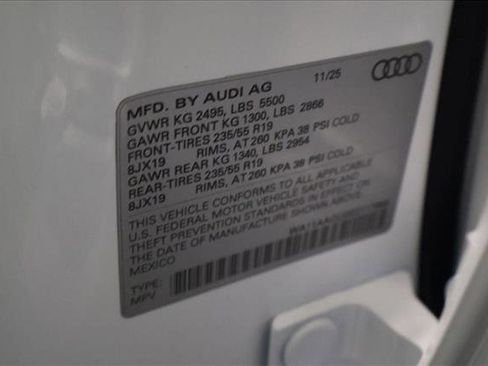 MFD. BY AUDI AG 11/25
GVWR KG 2495, LBS 5500
GAWR FRONT KG 1300, LBS 2866
FRONT-TIRES 235/55 R19
8JX19 RIMS, AT 260 KPA 38 PSI COLD
GAWR REAR KG 1340, LBS 2954
REAR-TIRES 235/55 R19
8JX19 RIMS, AT 260 KPA 38 PSI COLD
THIS VEHICLE CONFORMS TO ALL APPLICABLE
U.S. FEDERAL MOTOR VEHICLE SAFETY AND
THEFT PREVENTION STANDARDS IN EFFECT ON
THE DATE OF MANUFACTURE SHOWN ABOVE.
MEXICO
TYPE:
MPV